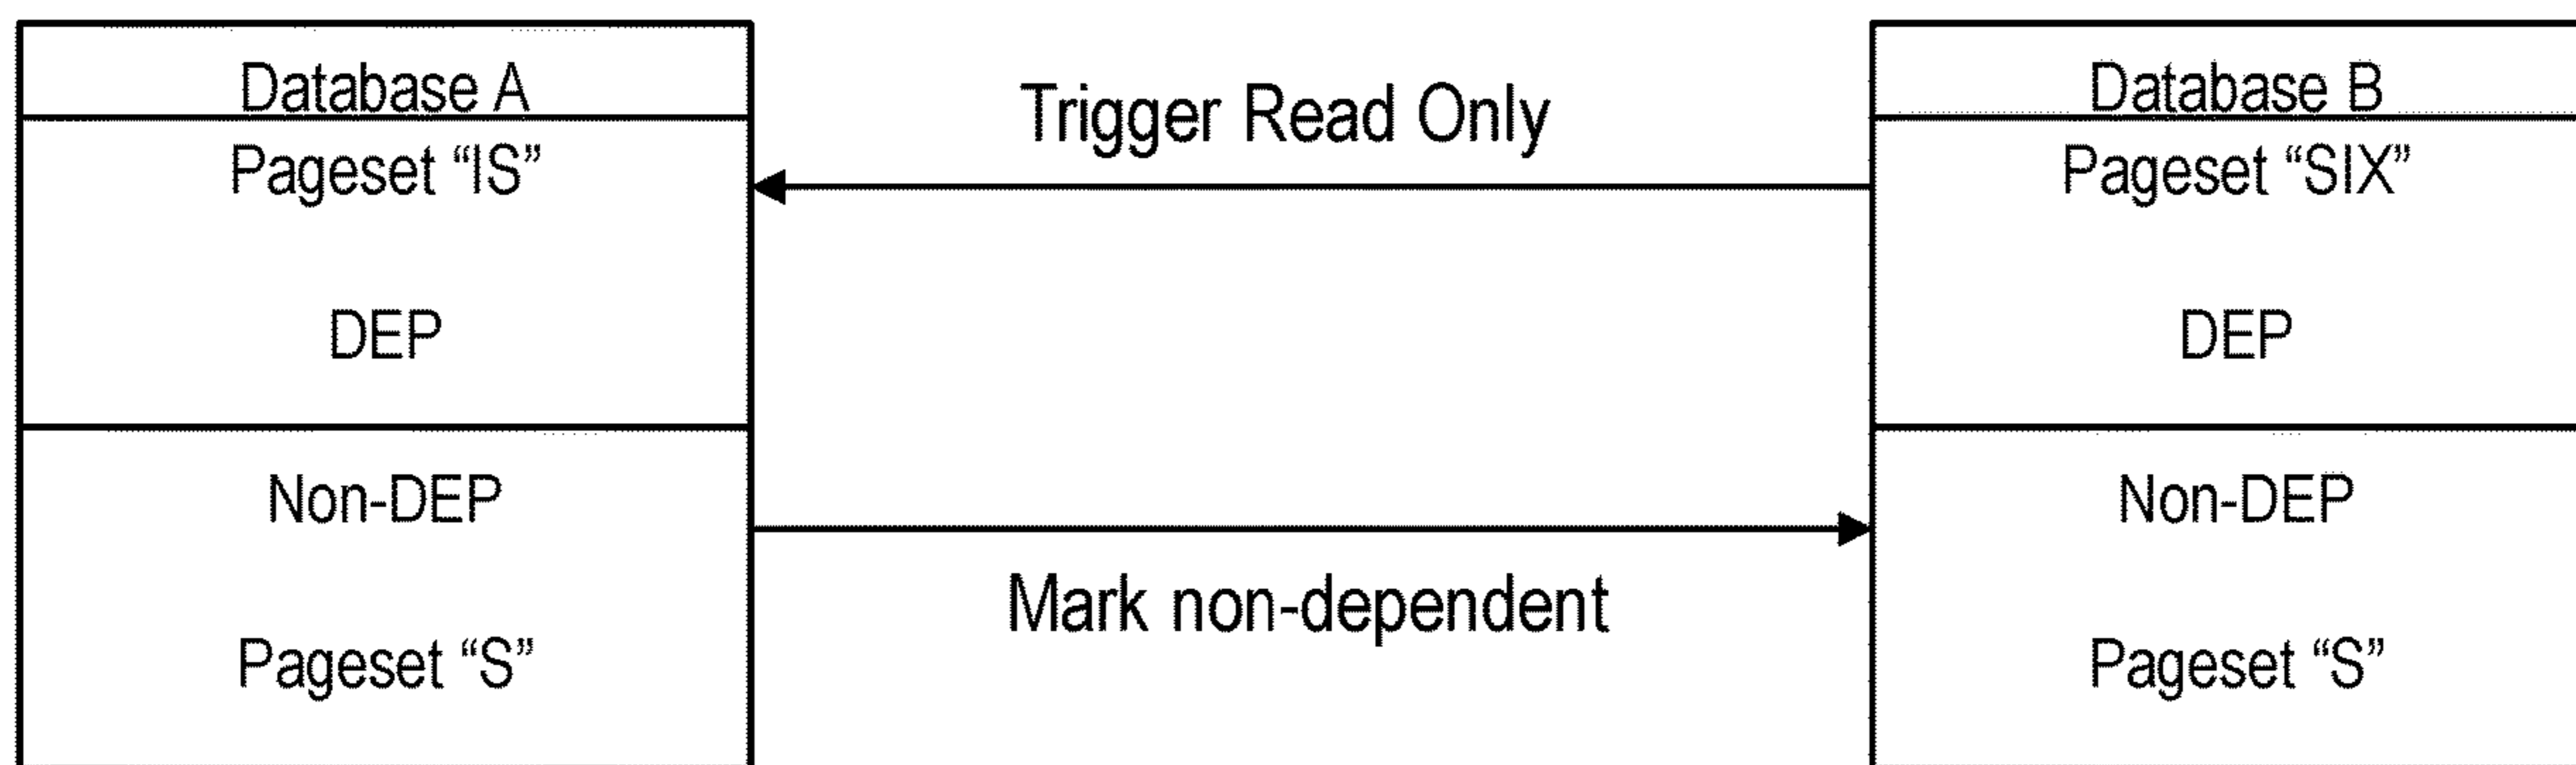 Database A
Pageset “IS”
DEP
Non-DEP
Pageset “S”
Trigger Read Only
Mark non-dependent
Database B
Pageset “SIX”
DEP
Non-DEP
Pageset “S”